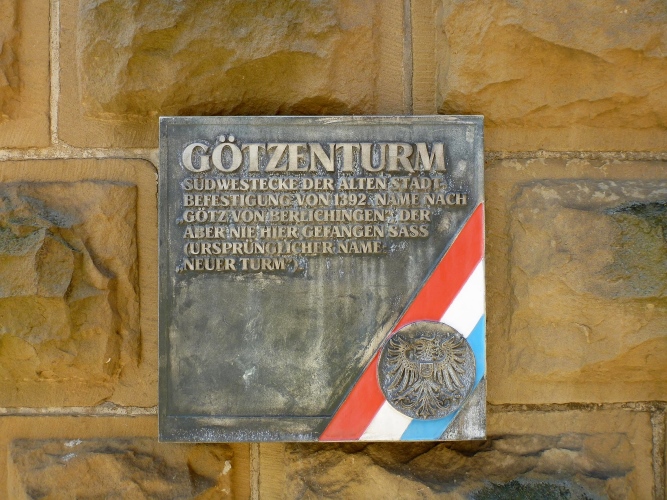 GÖTZENTURM
SÜDWESTECKE DER ALTEN STADT-
BEFESTIGUNG VON 1392. NAME NACH
GÖTZ VON BERLICHINGEN, DER
ABER NIE HIER GEFANGEN SASS
(URSPRÜNGLICHER NAME
NEUER TURM)